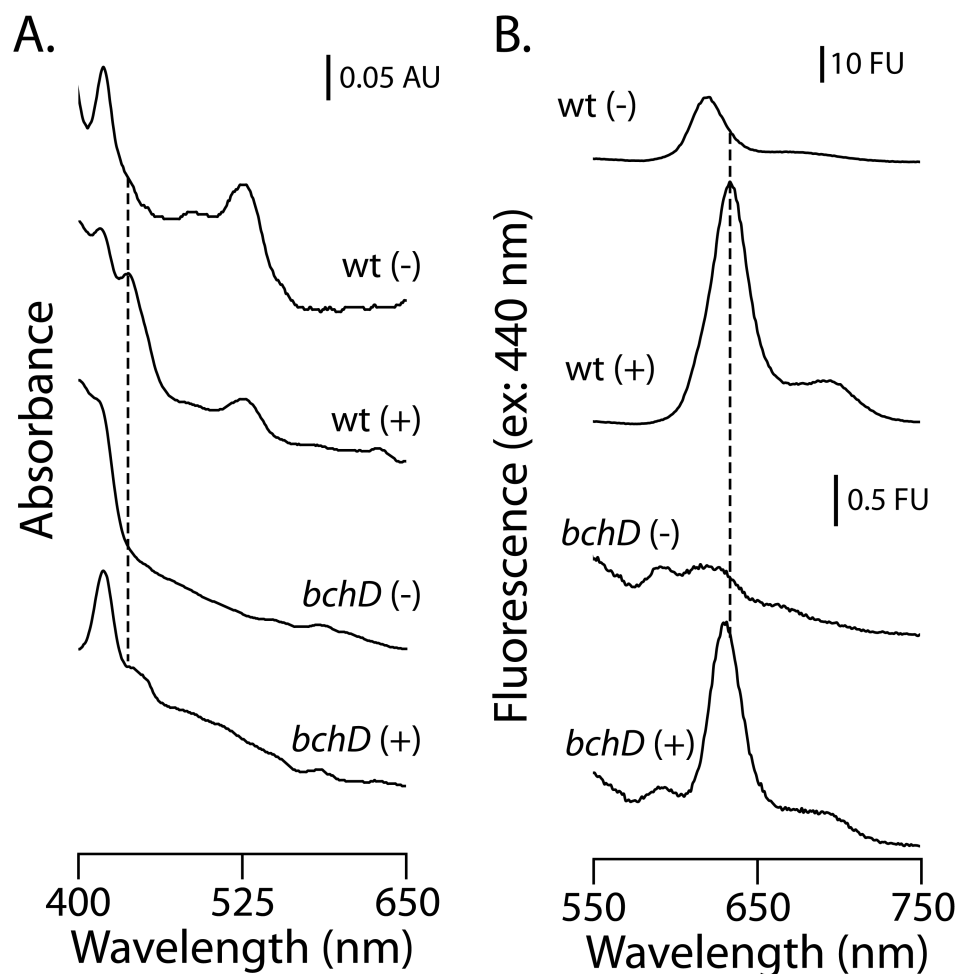 A.
0.05 AU
wt (-)
wt (+)
bchD (-)
bchD (+)
Absorbance
400
525
650
Wavelength (nm)
B.
10 FU
wt (-)
wt (+)
0.5 FU
bchD (-)
bchD (+)
Fluorescence (ex: 440 nm)
550
650
750
Wavelength (nm)